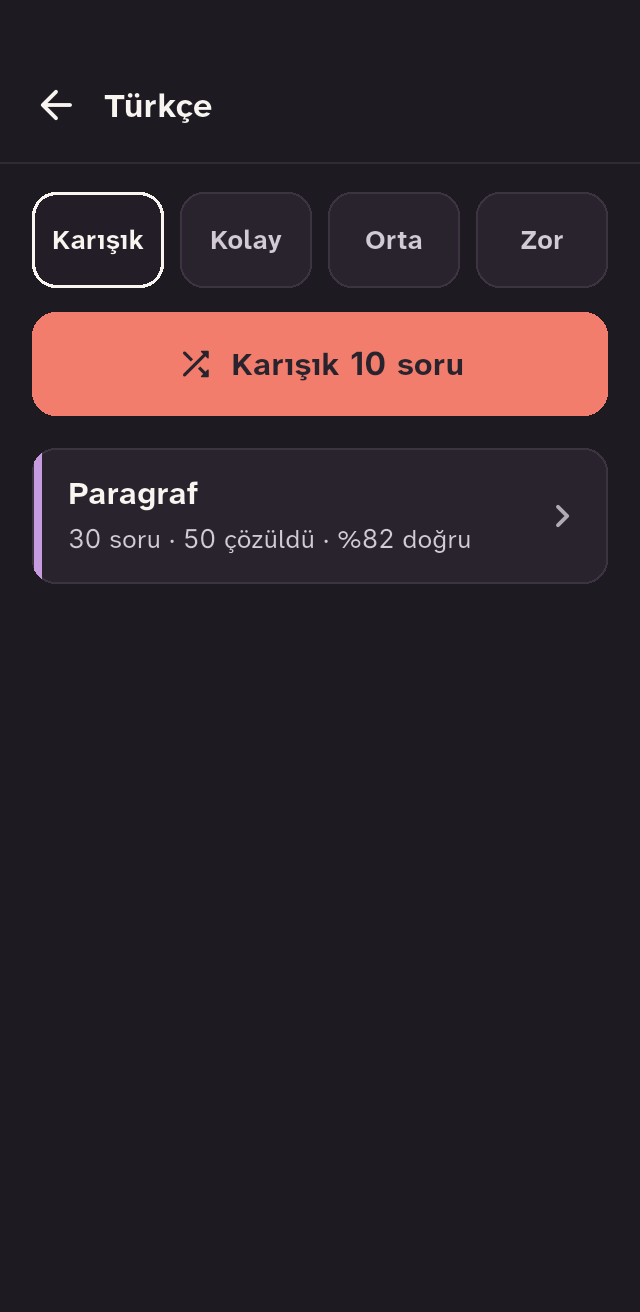 Türkçe
Karışık
Kolay
Orta
Zor
Karışık 10 soru
Paragraf
30 soru · 50 çözüldü · %82 doğru